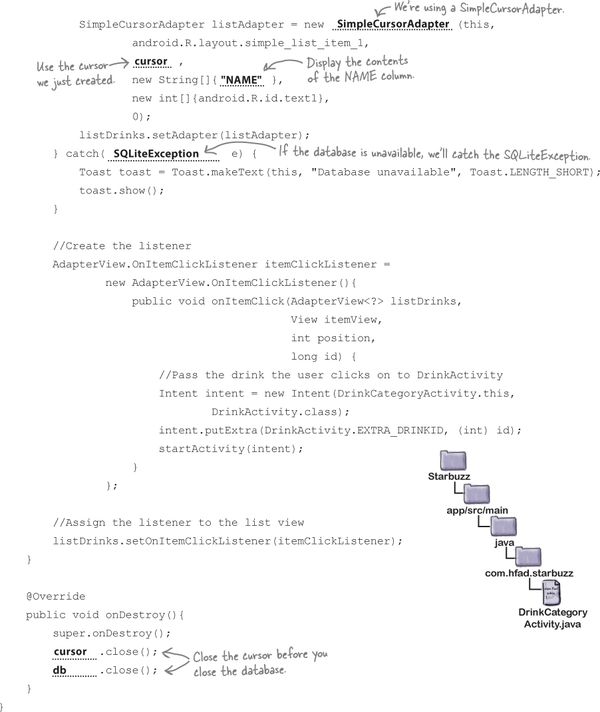 We're using a SimpleCursorAdapter.
SimpleCursorAdapter listAdapter = new SimpleCursorAdapter (this,
android.R.layout.simple_list_item_1,
Use the cursor
we just created.
cursor ,
Display the contents
of the NAME column.
new String[]{ "NAME" },
new int[]{android.R.id.text1},
0);
listDrinks.setAdapter(listAdapter);
} catch( SQLiteException e) {
If the database is unavailable, we'll catch the SQLiteException.
Toast toast = Toast.makeText(this, "Database unavailable", Toast.LENGTH_SHORT);
toast.show();
}
//Create the listener
AdapterView.OnItemClickListener itemClickListener =
new AdapterView.OnItemClickListener(){
public void onItemClick(AdapterView<?> listDrinks,
View itemView,
int position,
long id) {
//Pass the drink the user clicks on to DrinkActivity
Intent intent = new Intent(DrinkCategoryActivity.this,
DrinkActivity.class);
intent.putExtra(DrinkActivity.EXTRA_DRINKID, (int) id);
startActivity(intent);
}
};
//Assign the listener to the list view
listDrinks.setOnItemClickListener(itemClickListener);
}
Starbuzz
app/src/main
java
com.hfad.starbuzz
DrinkCategory
Activity.java
@Override
public void onDestroy(){
super.onDestroy();
cursor .close();
db .close();
Close the cursor before you
close the database.
}
}